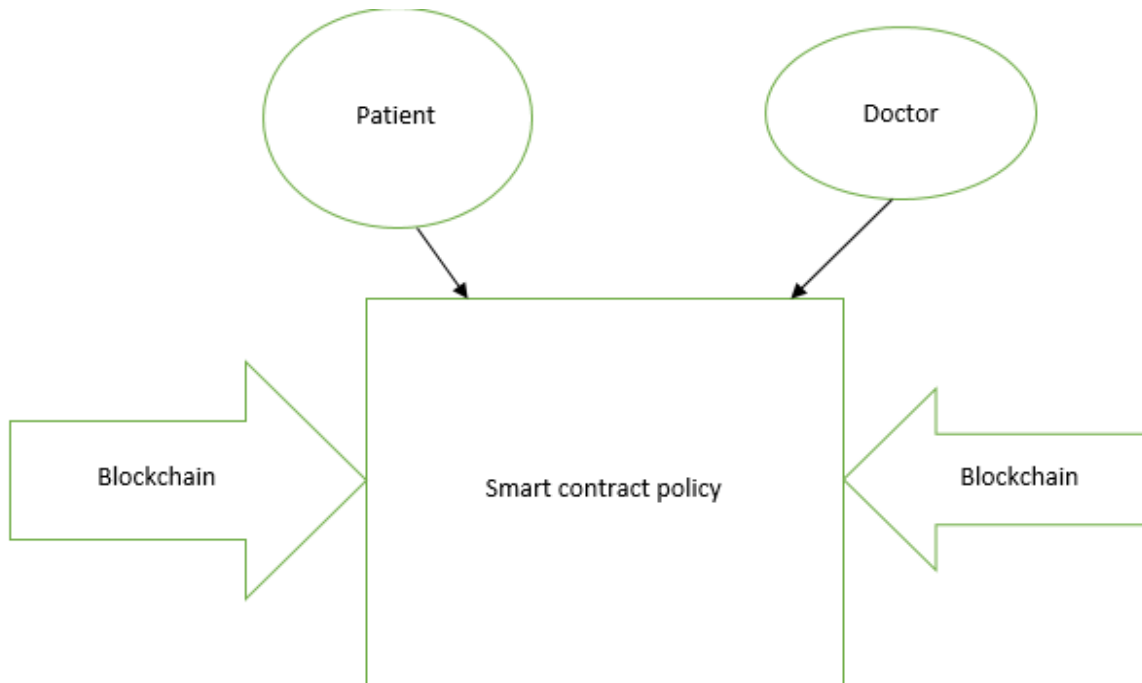 Patient
Doctor
Blockchain
Smart contract policy
Blockchain